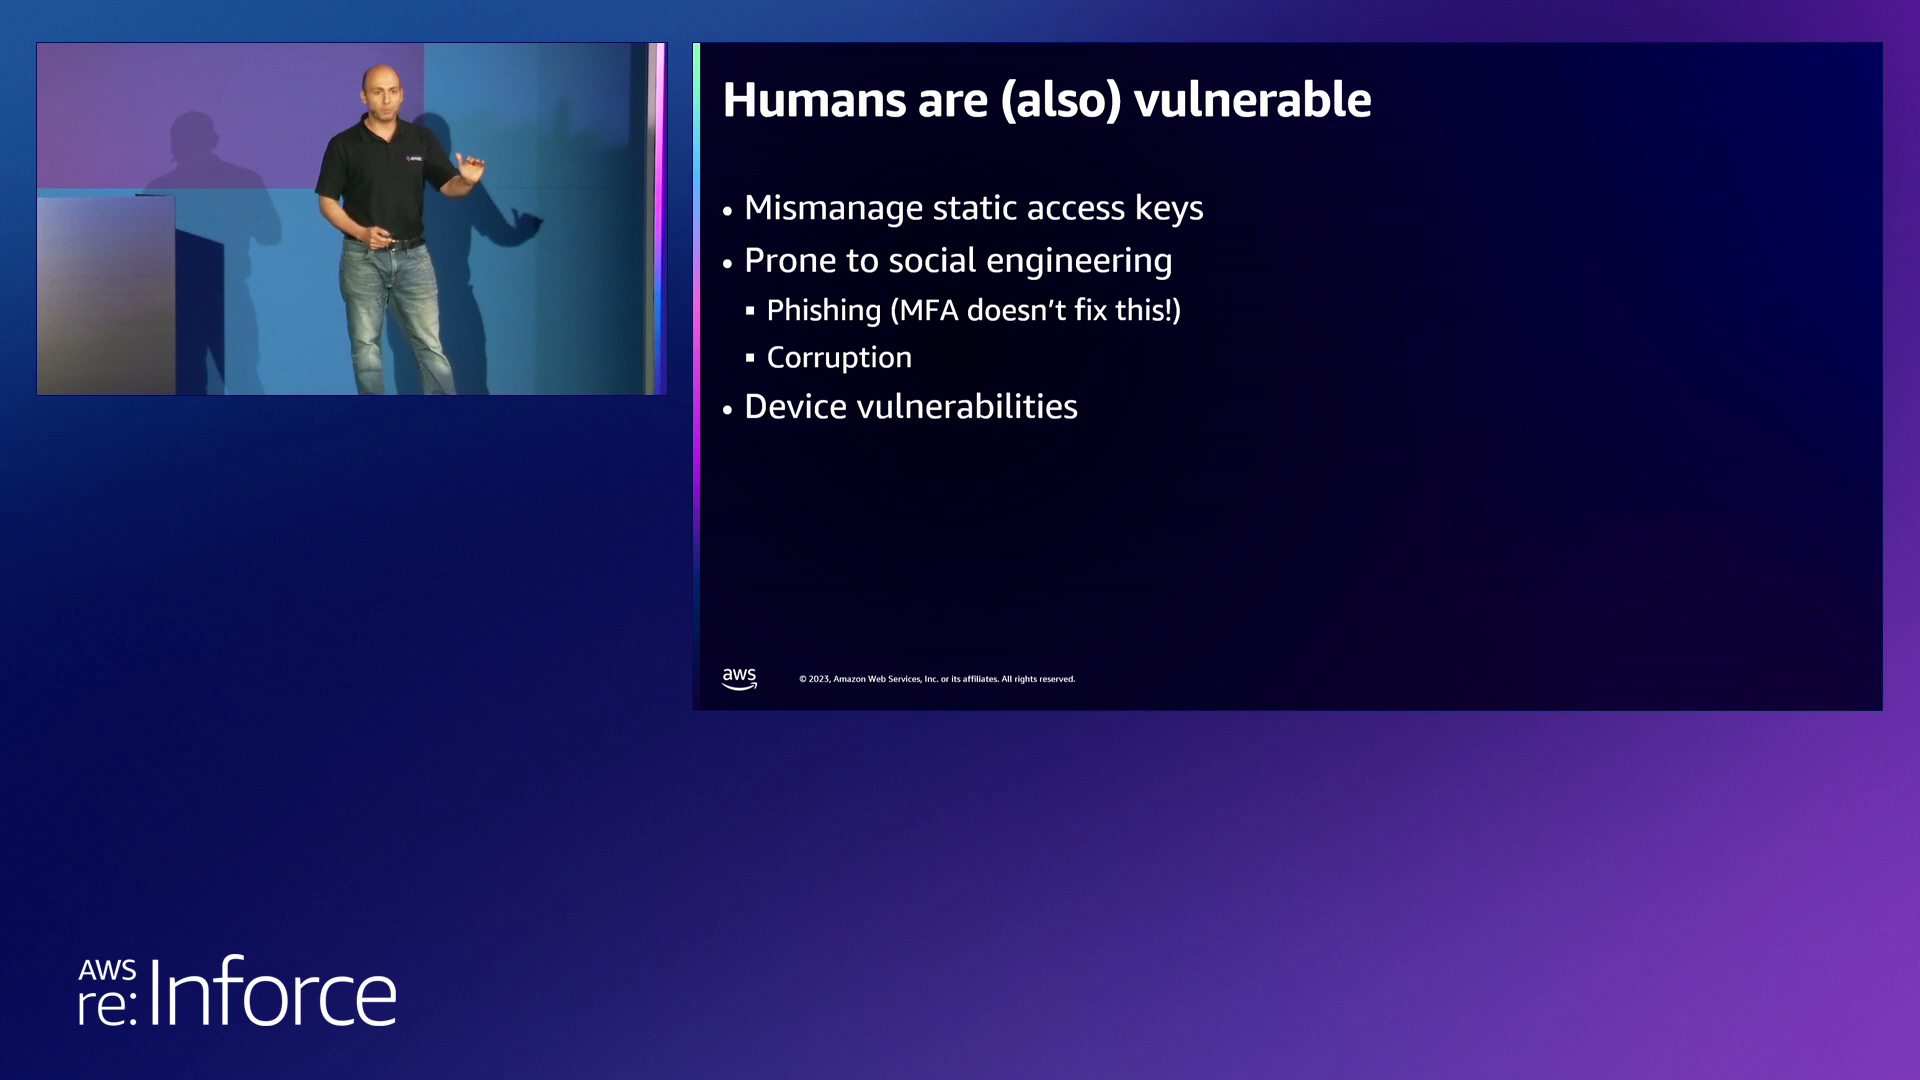 Humans are (also) vulnerable
• Mismanage static access keys
• Prone to social engineering
▪ Phishing (MFA doesn’t fix this!)
▪ Corruption
• Device vulnerabilities
aws
© 2023, Amazon Web Services, Inc. or its affiliates. All rights reserved.
AWS
re:Inforce